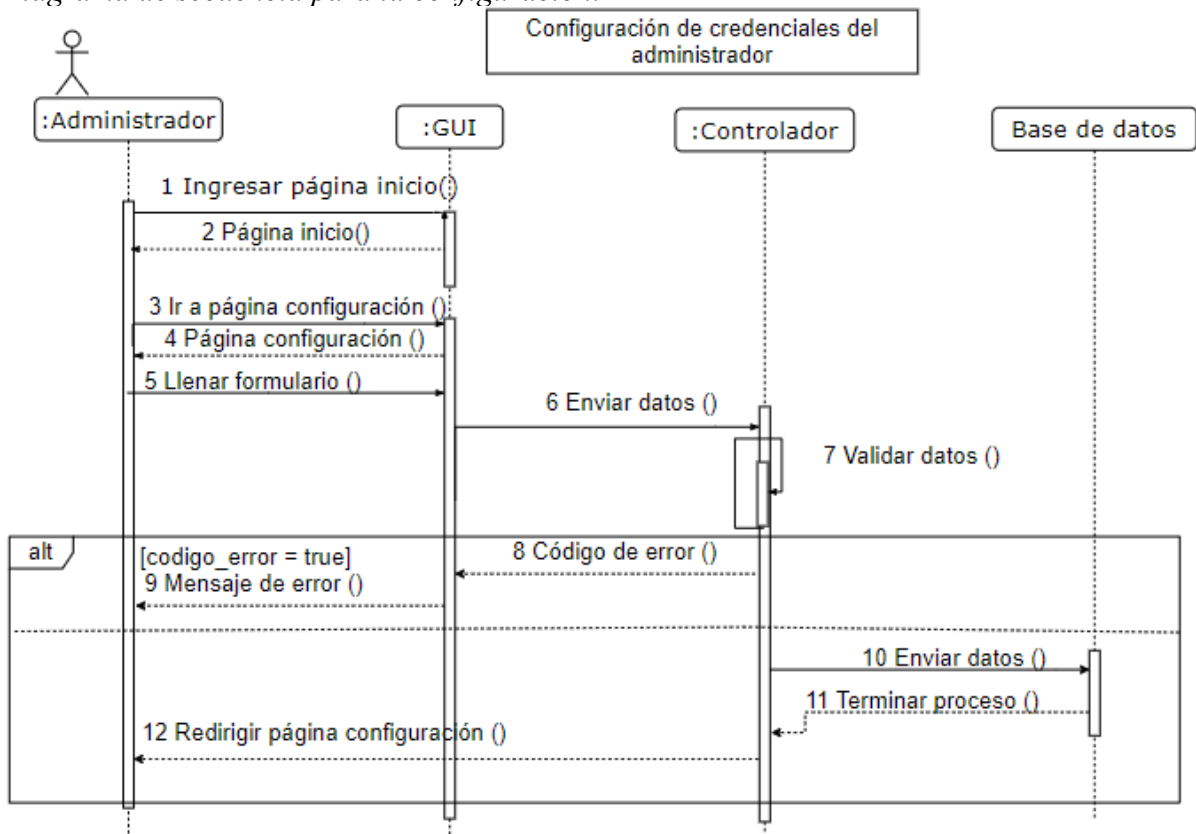 Configuración de credenciales del
administrador
:Administrador
:GUI
:Controlador
Base de datos
1 Ingresar página inicio()
2 Página inicio()
3 Ir a página configuración ()
4 Página configuración ()
5 Llenar formulario ()
6 Enviar datos ()
7 Validar datos ()
alt
[codigo_error = true]
8 Código de error ()
9 Mensaje de error ()
10 Enviar datos ()
11 Terminar proceso ()
12 Redirigir página configuración ()